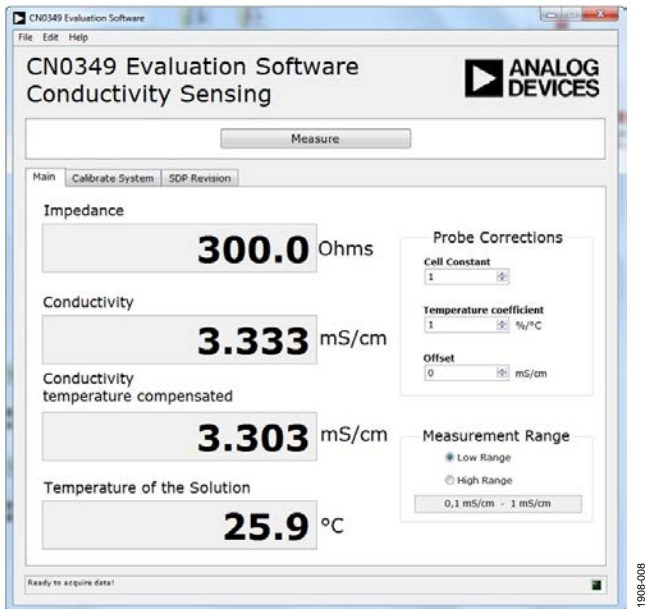 CN0349 Evaluation Software
File Edit Help
CN0349 Evaluation Software
Conductivity Sensing
ANALOG
DEVICES
Measure
Main Calibrate System SDP Revision
Impedance
300.0 Ohms
Conductivity
3.333 mS/cm
Conductivity
temperature compensated
3.303 mS/cm
Temperature of the Solution
25.9 °C
Probe Corrections
Cell Constant
1
Temperature coefficient
1 %/°C
Offset
0 mS/cm
Measurement Range
Low Range
High Range
0,1 mS/cm - 1 mS/cm
Ready to acquire data!
1908-008